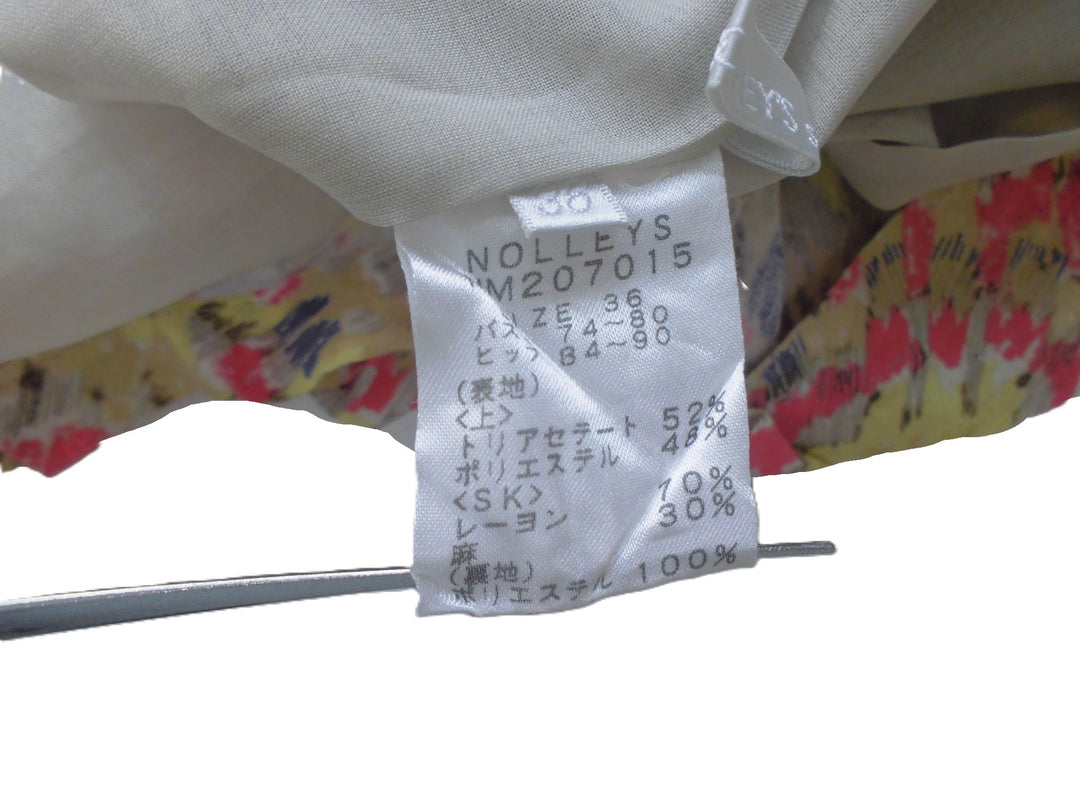 EY'S
36
NOLLEYS
M207015
36
バス 74～80
ヒップ 84～90
(表地)
<上>
トリアセテート 52%
ポリエステル 48%
<SK>
レーヨン 70%
麻 30%
(裏地)
ポリエステル 100%